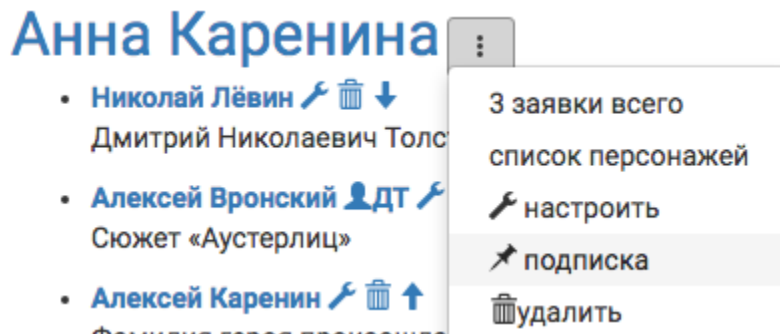 Анна Каренина
Николай Лёвин
Дмитрий Николаевич
Алексей Вронский ДТ
Сюжет «Аустерлиц»
Алексей Каренин
3 заявки всего
список персонажей
настроить
подписка
удалить